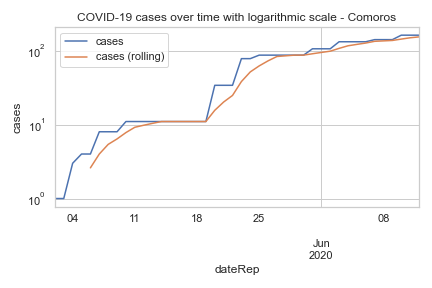 COVID-19 cases over time with logarithmic scale - Comoros
cases
cases (rolling)
10²
10¹
10⁰
cases
04 11 18 25 08
Jun
2020
dateRep